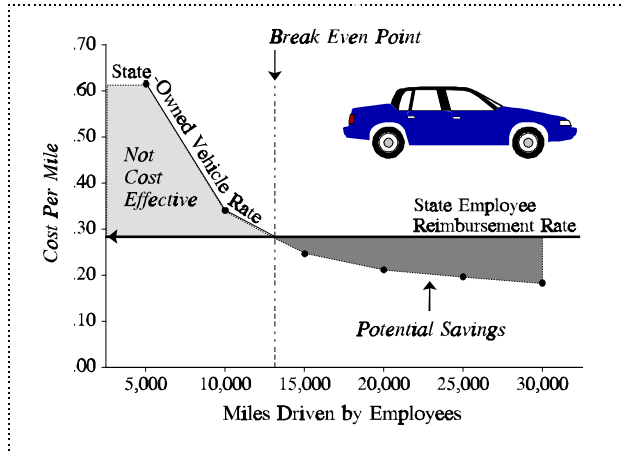 Break Even Point
.70
State-Owned Vehicle Rate
.60
.50
Not
Cost
Effective
.40
State Employee
Reimbursement Rate
.30
.20
Potential Savings
.10
.00
Cost Per Mile
5,000 10,000 15,000 20,000 25,000 30,000
Miles Driven by Employees